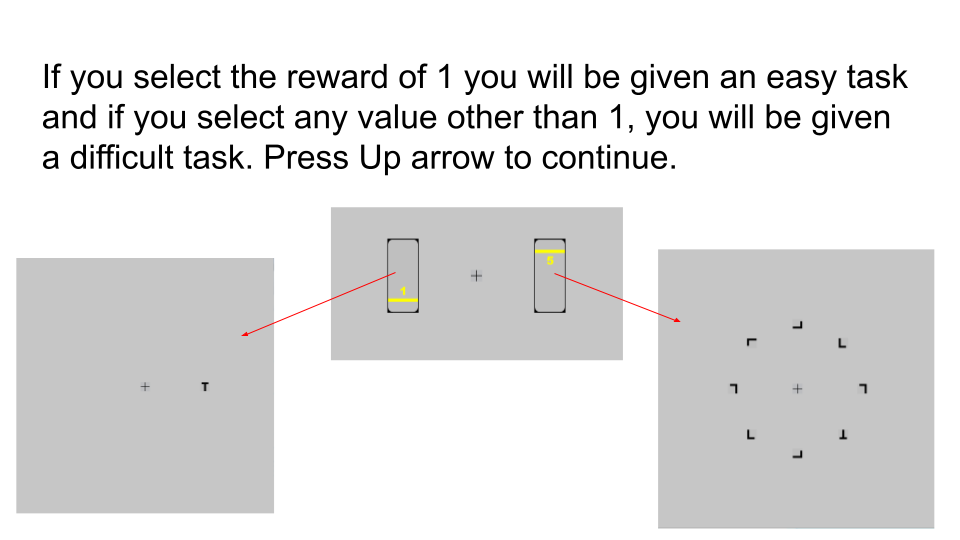 If you select the reward of 1 you will be given an easy task
and if you select any value other than 1, you will be given
a difficult task. Press Up arrow to continue.
1
5
T